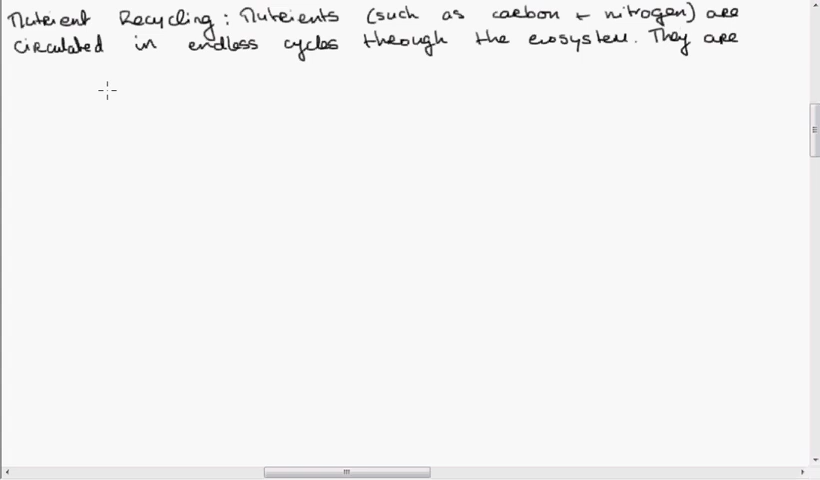 Nutrient Recycling: Nutrients (such as carbon + nitrogen) are
circulated in endless cycles through the ecosystem. They are